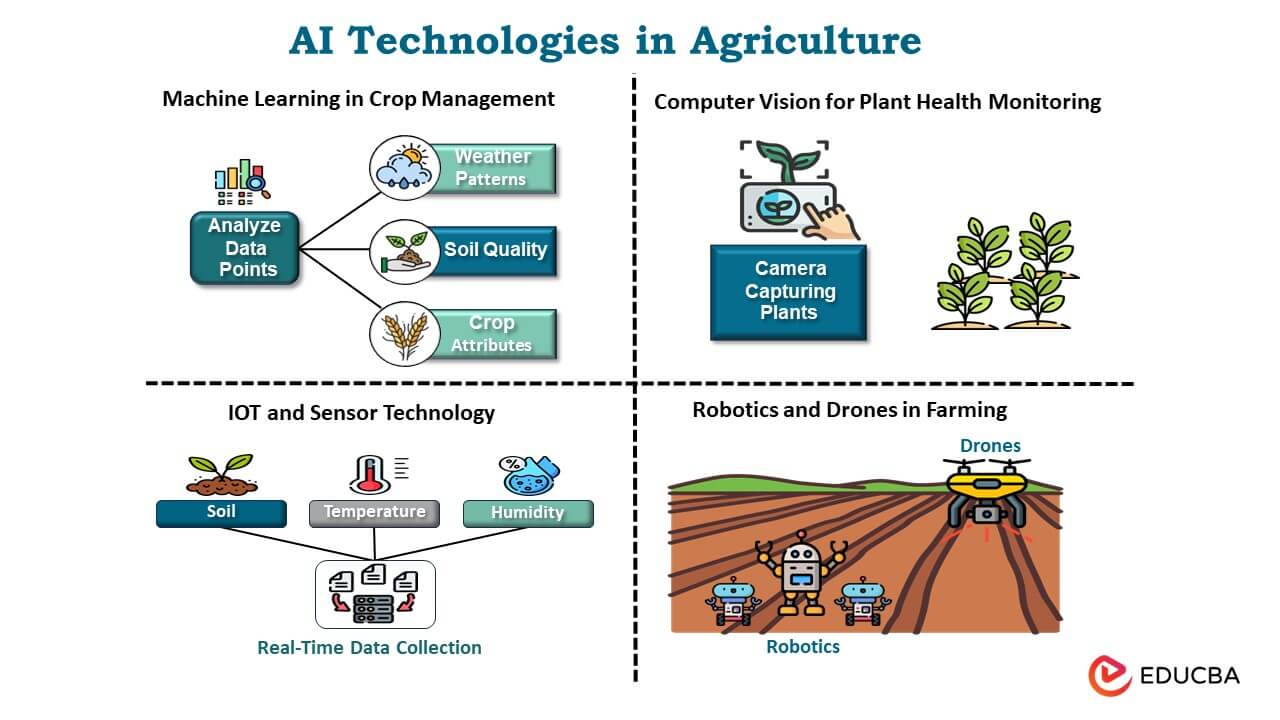 AI Technologies in Agriculture
Machine Learning in Crop Management
Analyze
Data
Points
Weather
Patterns
Soil Quality
Crop
Attributes
Computer Vision for Plant Health Monitoring
Camera
Capturing
Plants
IOT and Sensor Technology
%
Soil
Temperature
Humidity
Real-Time Data Collection
Robotics and Drones in Farming
Drones
Robotics
EDUCBA